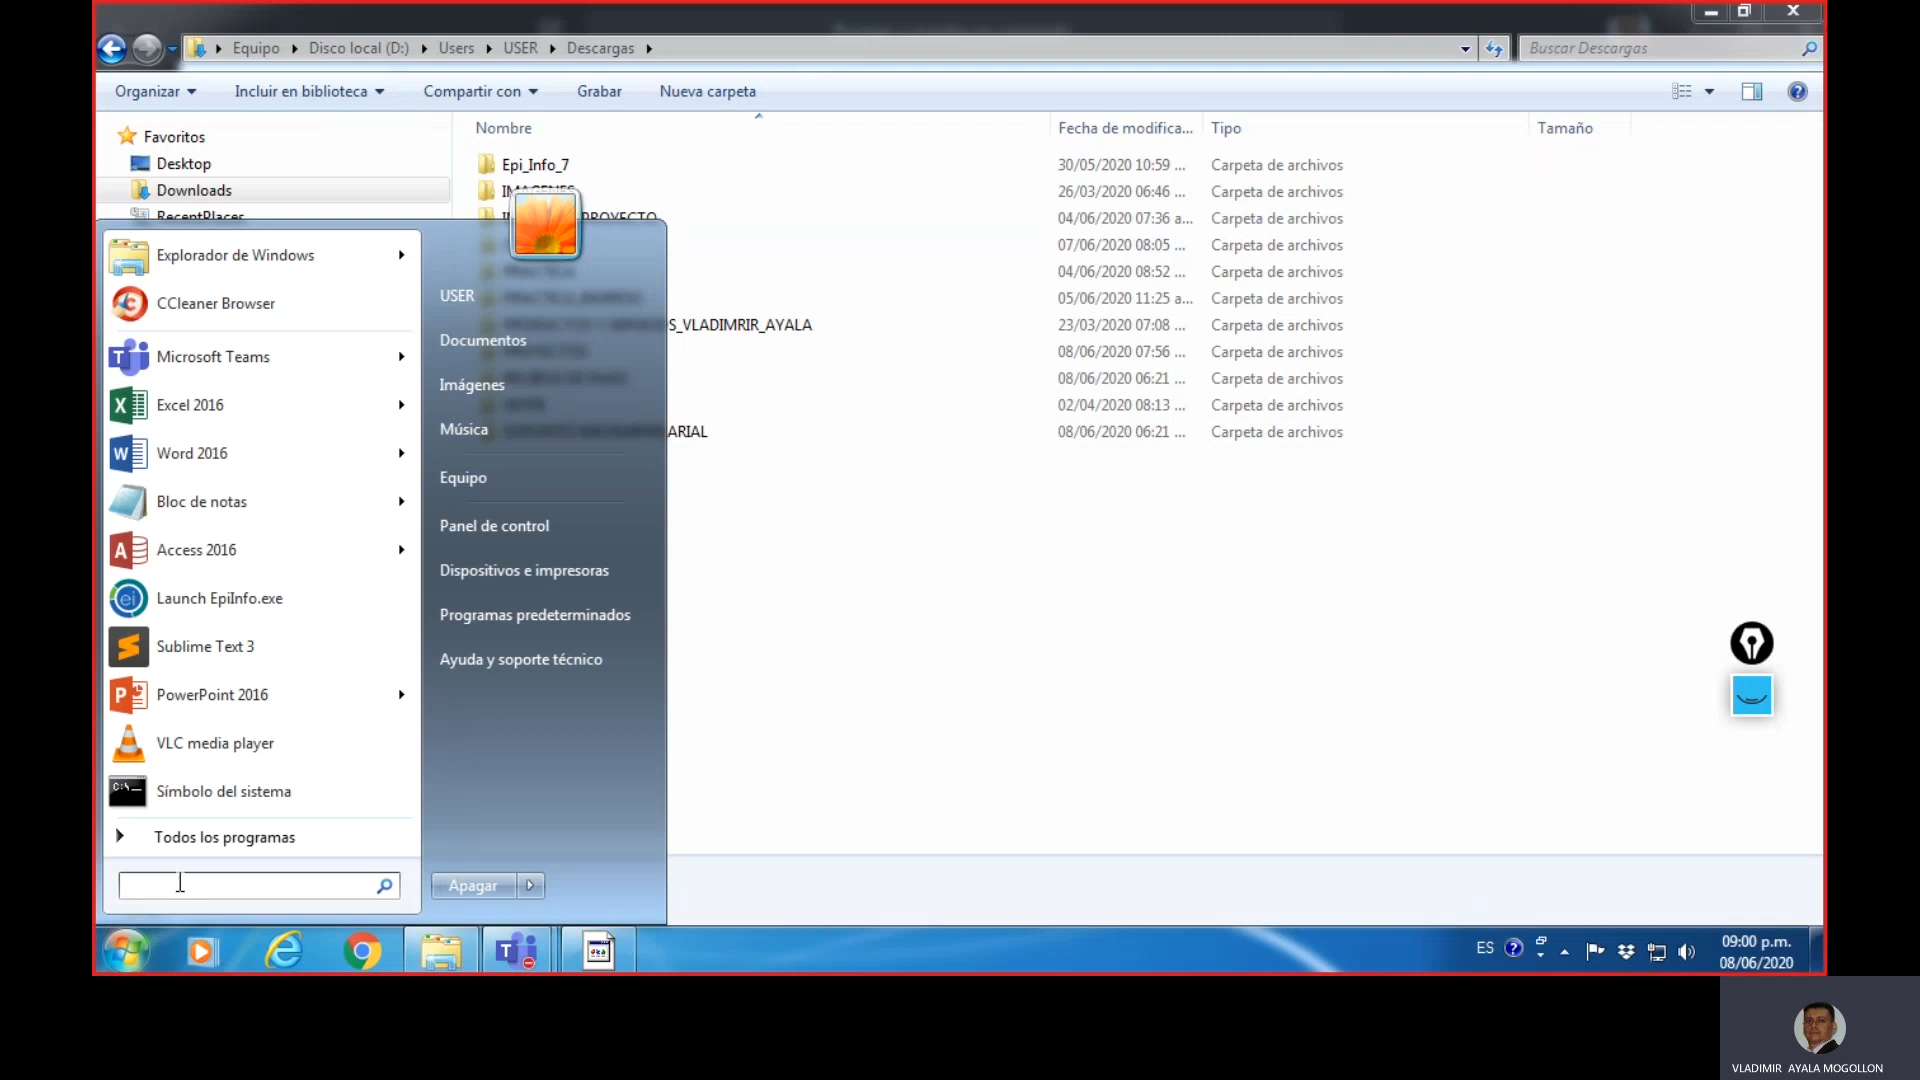 Equipo Disco local (D:) Users USER Descargas
Buscar Descargas
Organizar Incluir en biblioteca Compartir con Grabar Nueva carpeta
Nombre Fecha de modifica... Tipo Tamaño
Favoritos
Desktop
Downloads
RecentPlaces
Epi_Info_7 30/05/2020 10:59 ... Carpeta de archivos
IMAGENES 26/03/2020 06:46 ... Carpeta de archivos
PROYECTO 04/06/2020 07:36 a... Carpeta de archivos
07/06/2020 08:05 ... Carpeta de archivos
04/06/2020 08:52 ... Carpeta de archivos
05/06/2020 11:25 a... Carpeta de archivos
S_VLADIMRIR_AYALA 23/03/2020 07:08 ... Carpeta de archivos
08/06/2020 07:56 ... Carpeta de archivos
08/06/2020 06:21 ... Carpeta de archivos
02/04/2020 08:13 ... Carpeta de archivos
ARIAL 08/06/2020 06:21 ... Carpeta de archivos
Explorador de Windows
CCleaner Browser
Microsoft Teams
Excel 2016
Word 2016
Bloc de notas
Access 2016
Launch EpiInfo.exe
Sublime Text 3
PowerPoint 2016
VLC media player
Símbolo del sistema
Todos los programas
USER
Documentos
Imágenes
Música
Equipo
Panel de control
Dispositivos e impresoras
Programas predeterminados
Ayuda y soporte técnico
Apagar
ES
09:00 p.m.
08/06/2020
VLADIMIR AYALA MOGOLLON